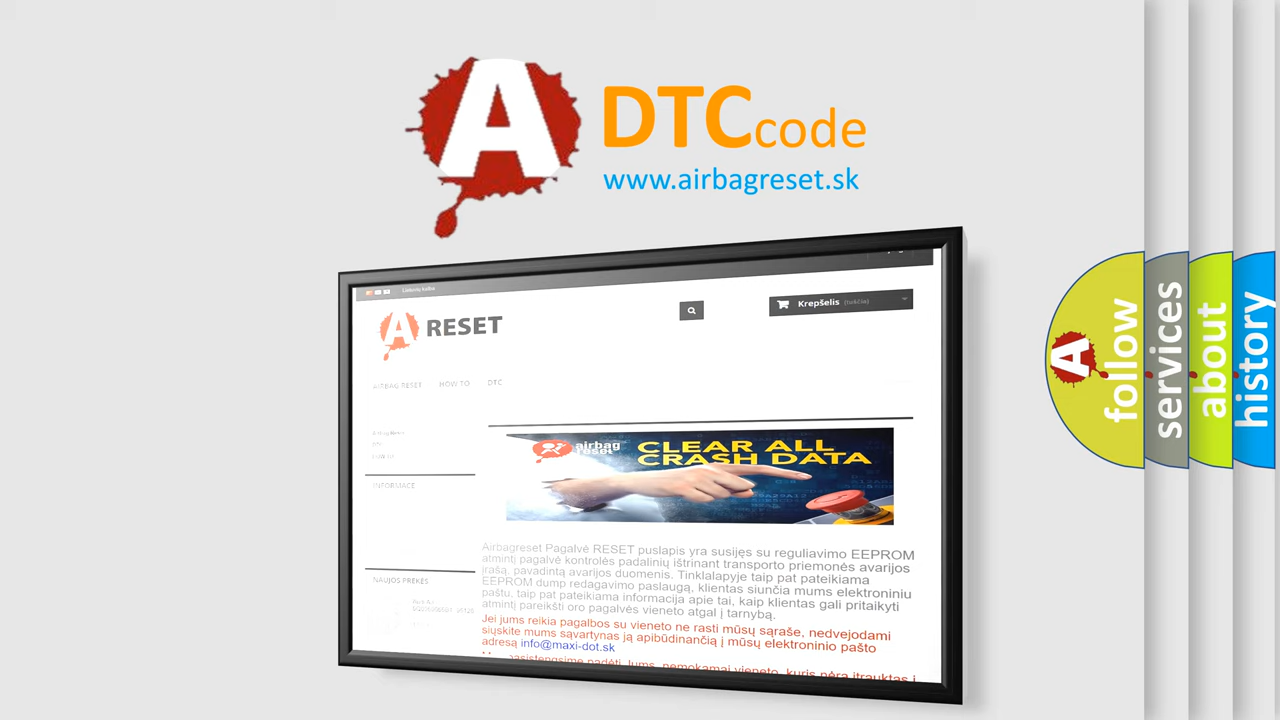 A DTCcode
www.airbagreset.sk
Lietuvių kalba
A RESET
Krepšelis (tuščia)
AIRBAG RESET HOW TO DTC
INFORMACE
airbag
reset
CLEAR ALL
CRASH DATA
Airbagreset Pagalvė RESET puslapis yra susijęs su reguliavimo EEPROM
atmintį pagalvė kontrolės padalinių ištrinant transporto priemonės avarijos
įrašą, pavadintą avarijos duomenis. Tinklalapyje taip pat pateikiama
EEPROM dump redagavimo paslaugą, klientas siunčia mums elektroniniu
paštu, taip pat pateikiama informacija apie tai, kaip klientas gali pritaikyti
atmintį pareikšti oro pagalvės vieneto atgal į tarnybą.
Jei jums reikia pagalbos su vieneto ne rasti mūsų sąraše, nedvejodami
siųskite mums sąvartynas ją apibūdinančią į mūsų elektroninio pašto
adresą info@maxi-dot.sk
NAUJOS PREKĖS
A follow
services
about
history